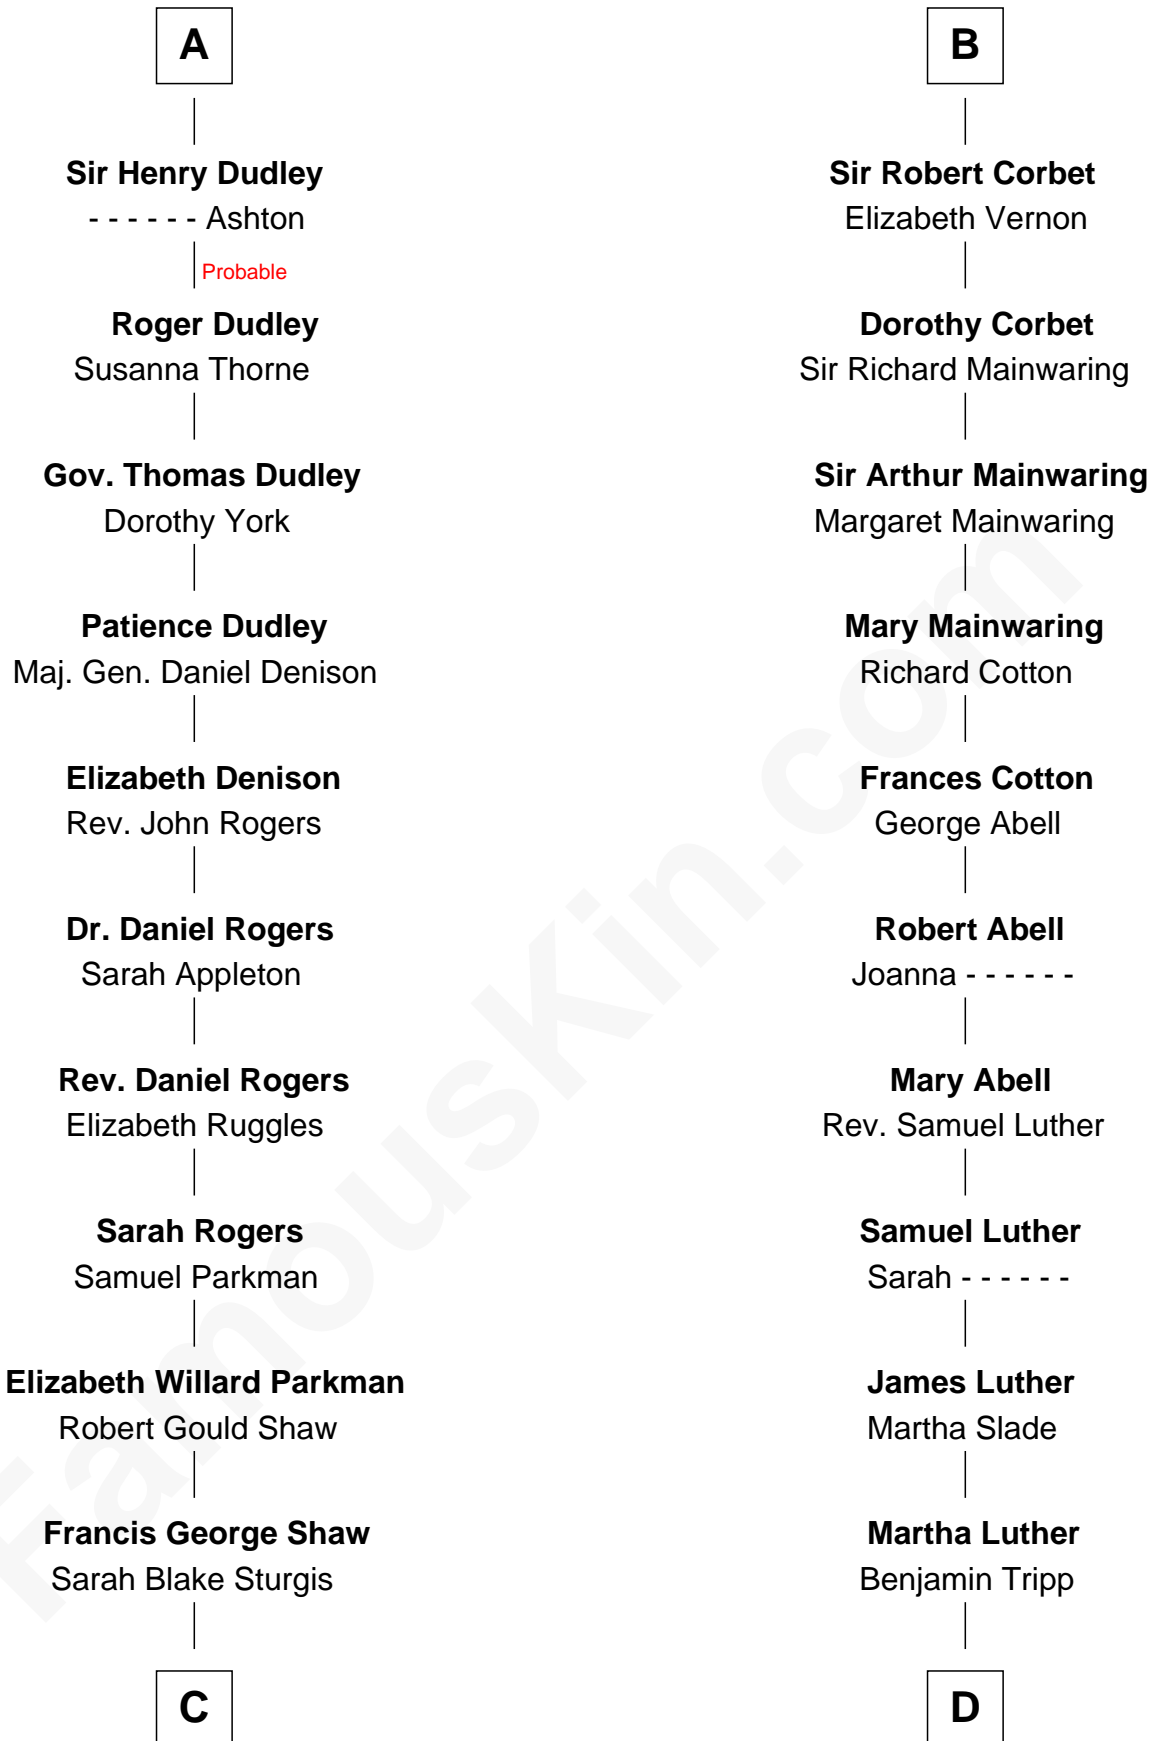 A
Sir Henry Dudley
- - - - - - Ashton
Probable
Roger Dudley
Susanna Thorne
Gov. Thomas Dudley
Dorothy York
Patience Dudley
Maj. Gen. Daniel Denison
Elizabeth Denison
Rev. John Rogers
Dr. Daniel Rogers
Sarah Appleton
Rev. Daniel Rogers
Elizabeth Ruggles
Sarah Rogers
Samuel Parkman
Elizabeth Willard Parkman
Robert Gould Shaw
Francis George Shaw
Sarah Blake Sturgis
C
B
Sir Robert Corbet
Elizabeth Vernon
Dorothy Corbet
Sir Richard Mainwaring
Sir Arthur Mainwaring
Margaret Mainwaring
Mary Mainwaring
Richard Cotton
Frances Cotton
George Abell
Robert Abell
Joanna - - - - - -
Mary Abell
Rev. Samuel Luther
Samuel Luther
Sarah - - - - - -
James Luther
Martha Slade
Martha Luther
Benjamin Tripp
D
FamousKin.com